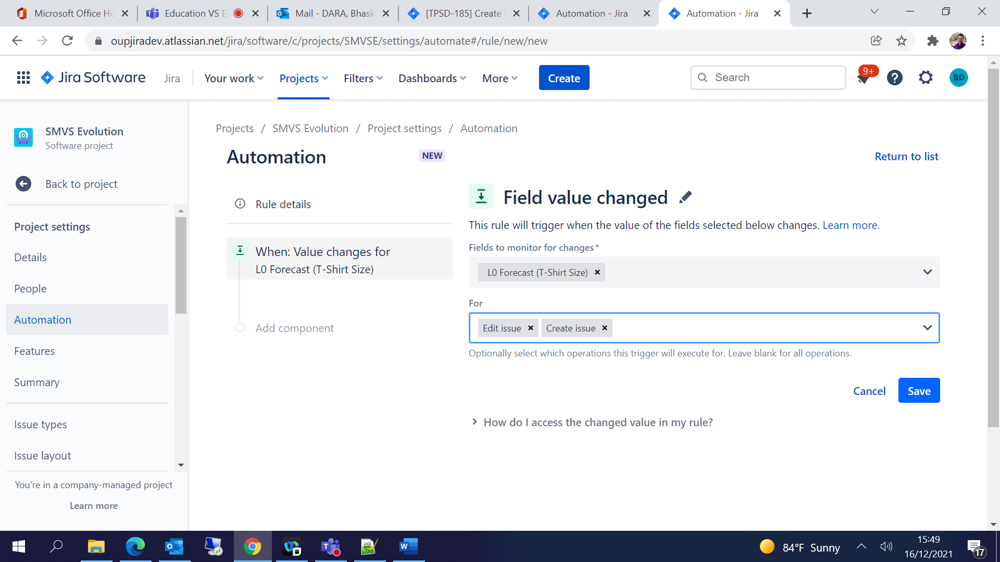 Microsoft Office Ho
Education VS E
Mail - DARA, Bhask
[TPSD-185] Create
Automation - Jira
Automation - Jira
oupjiradev.atlassian.net/jira/software/c/projects/SMVSE/settings/automate#/rule/new/new
Jira Software
Jira
Your work
Projects
Filters
Dashboards
More
Create
Search
9+
BD
SMVS Evolution
Software project
Back to project
Project settings
Details
People
Automation
Features
Summary
Issue types
Issue layout
You're in a company-managed project
Learn more
Projects / SMVS Evolution / Project settings / Automation
Automation
NEW
Return to list
Rule details
When: Value changes for
L0 Forecast (T-Shirt Size)
Add component
Field value changed
This rule will trigger when the value of the fields selected below changes. Learn more.
Fields to monitor for changes*
L0 Forecast (T-Shirt Size)
For
Edit issue
Create issue
Optionally select which operations this trigger will execute for. Leave blank for all operations.
Cancel
Save
How do I access the changed value in my rule?
84°F Sunny
15:49
16/12/2021
17